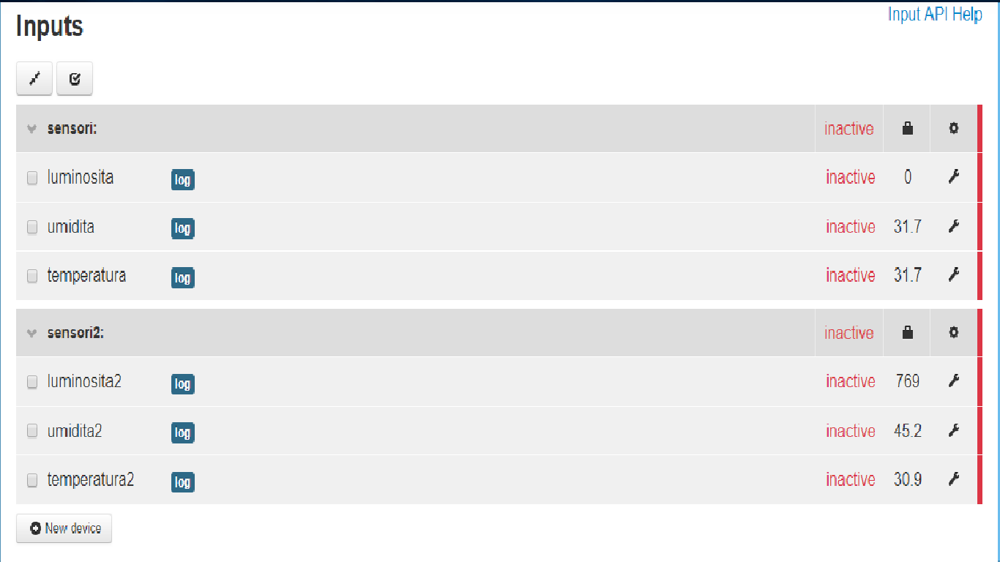 Input API Help
Inputs
sensori: inactive
luminosita log inactive 0
umidita log inactive 31.7
temperatura log inactive 31.7
sensori2: inactive
luminosita2 log inactive 769
umidita2 log inactive 45.2
temperatura2 log inactive 30.9
New device